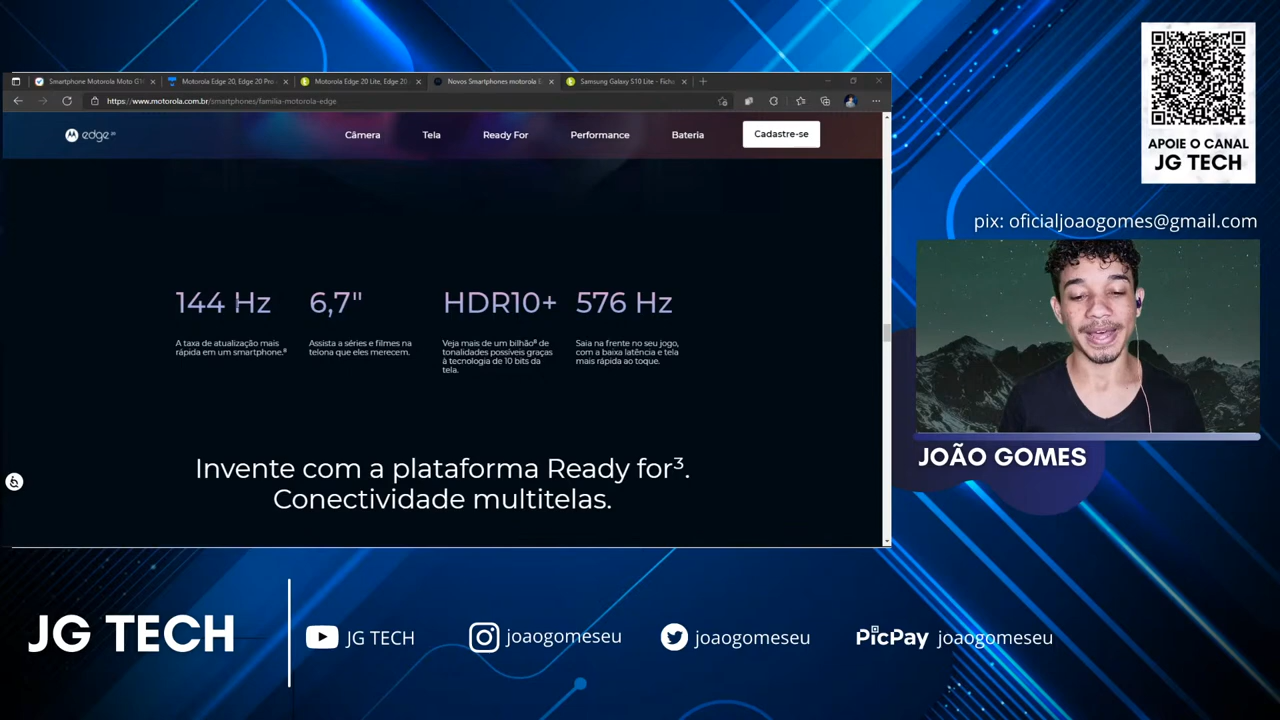 Smartphone Motorola Moto G10
Motorola Edge 20, Edge 20 Pro
Motorola Edge 20 Lite, Edge 20
Novos Smartphones motorola E
Samsung Galaxy S10 Lite - Ficha
https://www.motorola.com.br/smartphones/familia-motorola-edge
edge 20
Câmera
Tela
Ready For
Performance
Bateria
Cadastre-se
144 Hz
A taxa de atualização mais
rápida em um smartphone.⁸
6,7"
Assista a séries e filmes na
telona que eles merecem.
HDR10+
Veja mais de um bilhão⁸ de
tonalidades possíveis graças
à tecnologia de 10 bits da
tela.
576 Hz
Saia na frente no seu jogo,
com a baixa latência e tela
mais rápida ao toque.
Invente com a plataforma Ready for³.
Conectividade multitelas.
APOIE O CANAL
JG TECH
pix: oficialjoaogomes@gmail.com
JOÃO GOMES
JG TECH
JG TECH
joaogomeseu
joaogomeseu
PicPay joaogomeseu